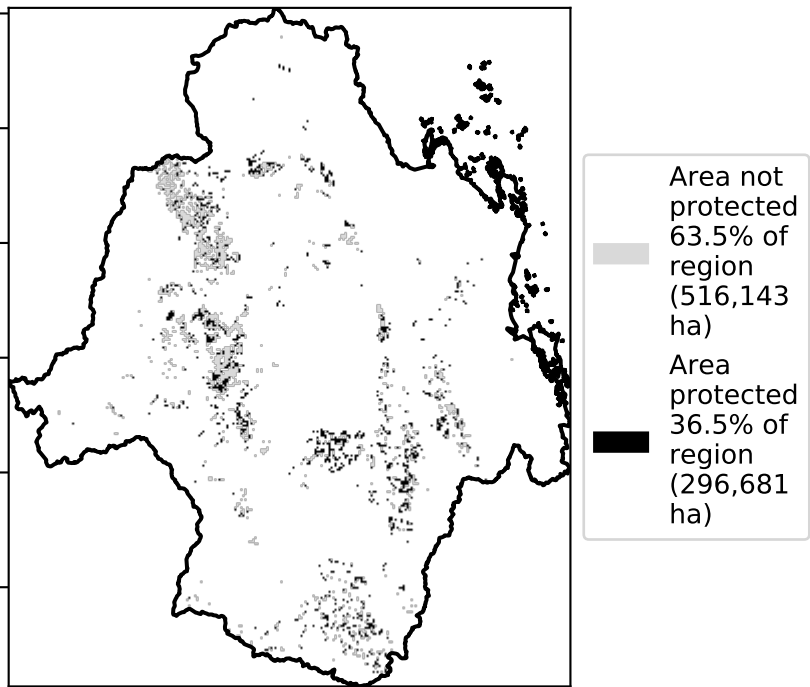 Area not
protected
63.5% of
region
(516,143
ha)
Area
protected
36.5% of
region
(296,681
ha)